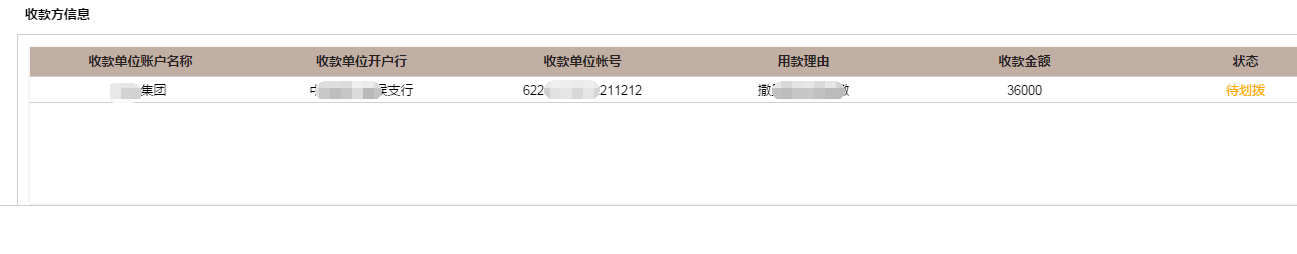 收款方信息
收款单位账户名称 收款单位开户行 收款单位帐号 用款理由 收款金额 状态
集团 支行 622 211212 撤 36000 待划拨